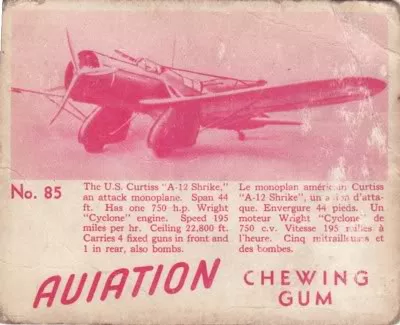 No. 85
The U.S. Curtiss "A-12 Shrike,"
an attack monoplane. Span 44
ft. Has one 750 h.p. Wright
"Cyclone" engine. Speed 195
miles per hr. Ceiling 22,800 ft.
Carries 4 fixed guns in front and
1 in rear, also bombs.
Le monoplan américain Curtiss
"A-12 Shrike", un d'atta-
que. Envergure 44 pieds. Un
moteur Wright "Cyclone" de
750 c.v. Vitesse 195 milles à
l'heure. Cinq mitrailleuses et
des bombes.
AVIATION
CHEWING
GUM